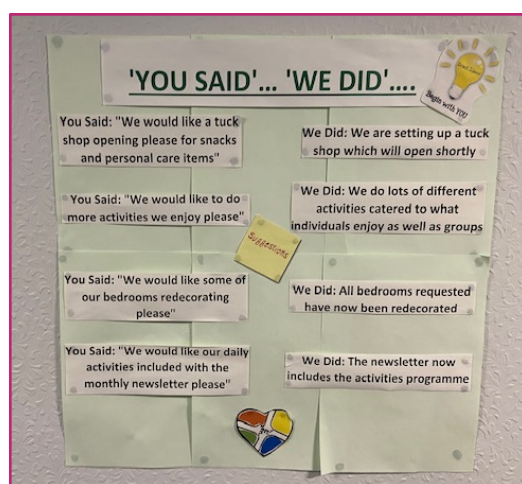 'YOU SAID'... 'WE DID'....
Begin with YOU
You Said: "We would like a tuck
shop opening please for snacks
and personal care items"
We Did: We are setting up a tuck
shop which will open shortly
You Said: "We would like to do
more activities we enjoy please"
We Did: We do lots of different
activities catered to what
individuals enjoy as well as groups
Suggestions
You Said: "We would like some of
our bedrooms redecorating
please"
We Did: All bedrooms requested
have now been redecorated
You Said: "We would like our daily
activities included with the
monthly newsletter please"
We Did: The newsletter now
includes the activities programme